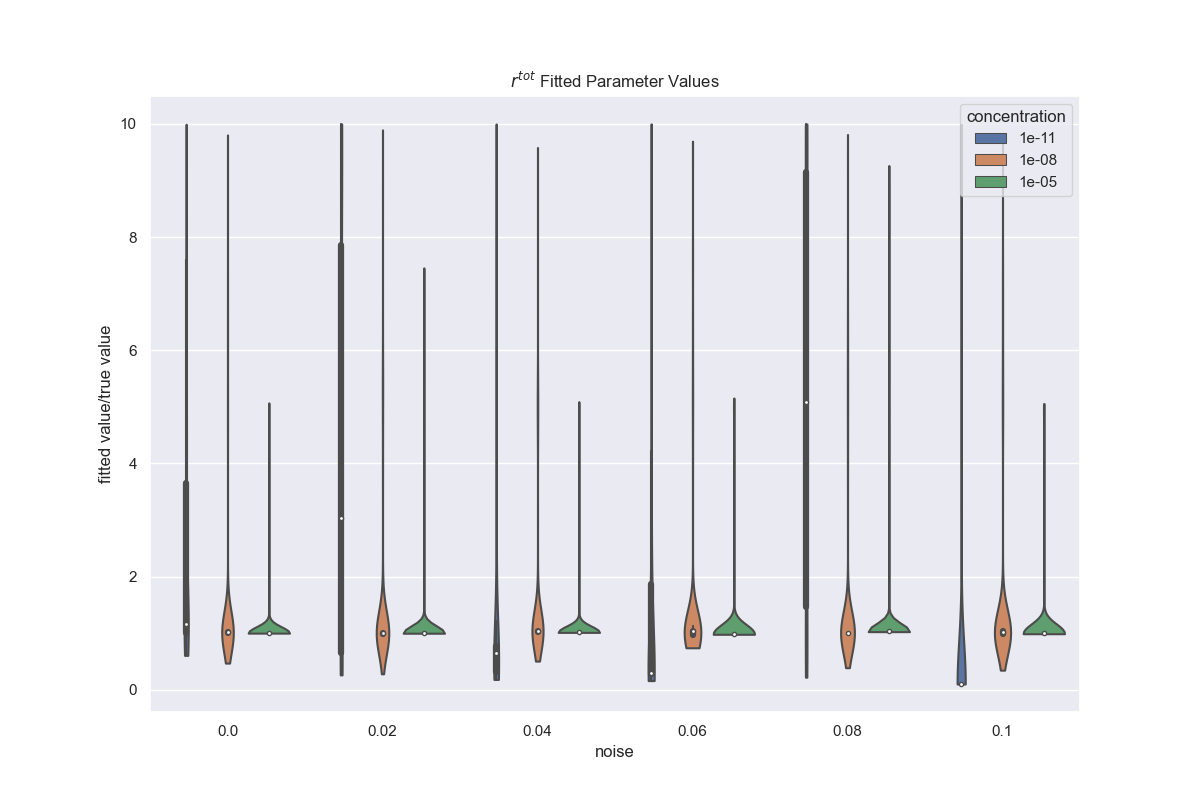 r^tot Fitted Parameter Values
concentration
1e-11
1e-08
1e-05
fitted value/true value
10
8
6
4
2
0
0.0 0.02 0.04 0.06 0.08 0.1
noise